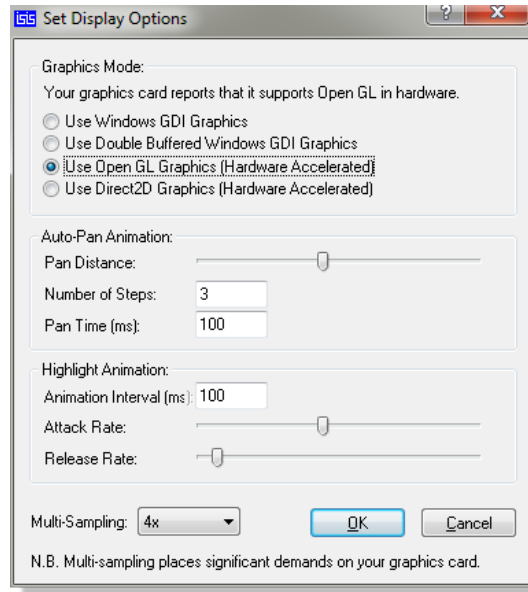 isis Set Display Options
Graphics Mode:
Your graphics card reports that it supports Open GL in hardware.
Use Windows GDI Graphics
Use Double Buffered Windows GDI Graphics
Use Open GL Graphics (Hardware Accelerated)
Use Direct2D Graphics (Hardware Accelerated)
Auto-Pan Animation:
Pan Distance:
Number of Steps: 3
Pan Time (ms): 100
Highlight Animation:
Animation Interval (ms): 100
Attack Rate:
Release Rate:
Multi-Sampling: 4x OK Cancel
N.B. Multi-sampling places significant demands on your graphics card.